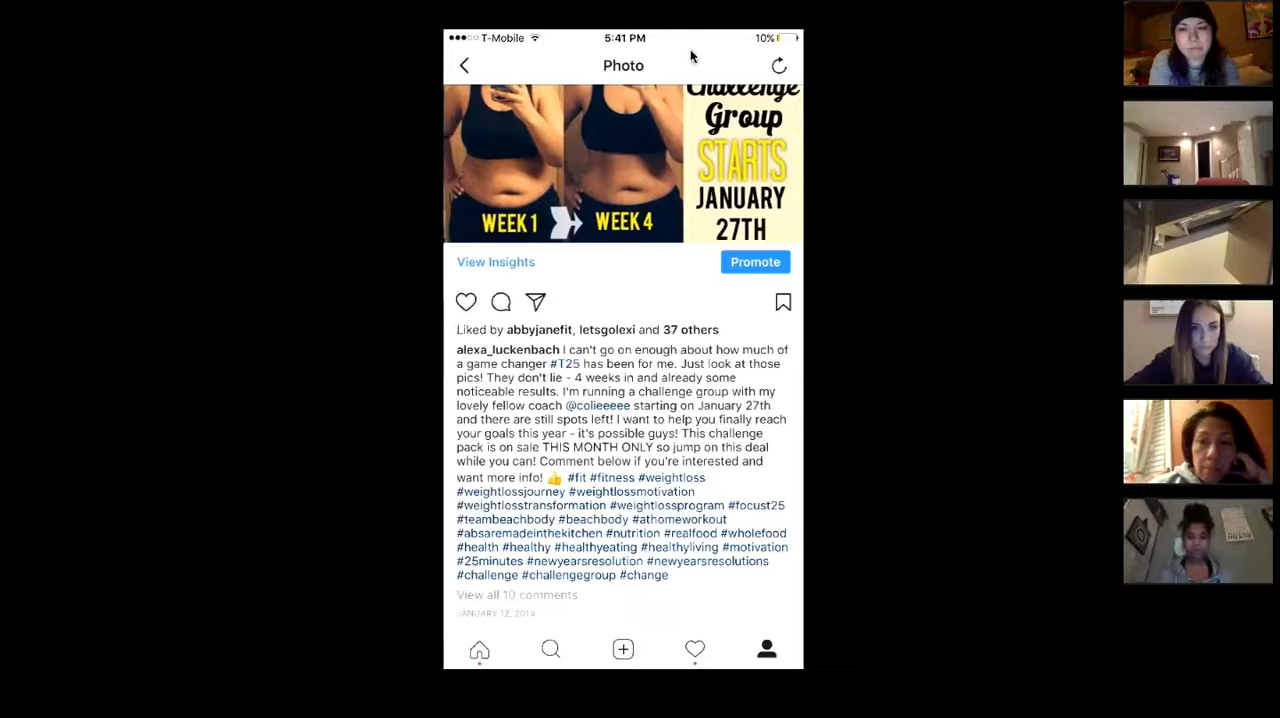 T-Mobile
5:41 PM
10%
Photo
Challenge
Group
STARTS
JANUARY
27TH
WEEK 1
WEEK 4
View Insights
Promote
Liked by abbyjanefit, letsgolexi and 37 others
alexa_luckenbach I can't go on enough about how much of
a game changer #T25 has been for me. Just look at those
pics! They don't lie - 4 weeks in and already some
noticeable results. I'm running a challenge group with my
lovely fellow coach @colieeeee starting on January 27th
and there are still spots left! I want to help you finally reach
your goals this year - it's possible guys! This challenge
pack is on sale THIS MONTH ONLY so jump on this deal
while you can! Comment below if you're interested and
want more info! 👍 #fit #fitness #weightloss
#weightlossjourney #weightlossmotivation
#weightlosstransformation #weightlossprogram #focust25
#teambeachbody #beachbody #athomeworkout
#absaremadeinthekitchen #nutrition #realfood #wholefood
#health #healthy #healthyeating #healthyliving #motivation
#25minutes #newyearsresolution #newyearsresolutions
#challenge #challengegroup #change
View all 10 comments
JANUARY 12, 2014